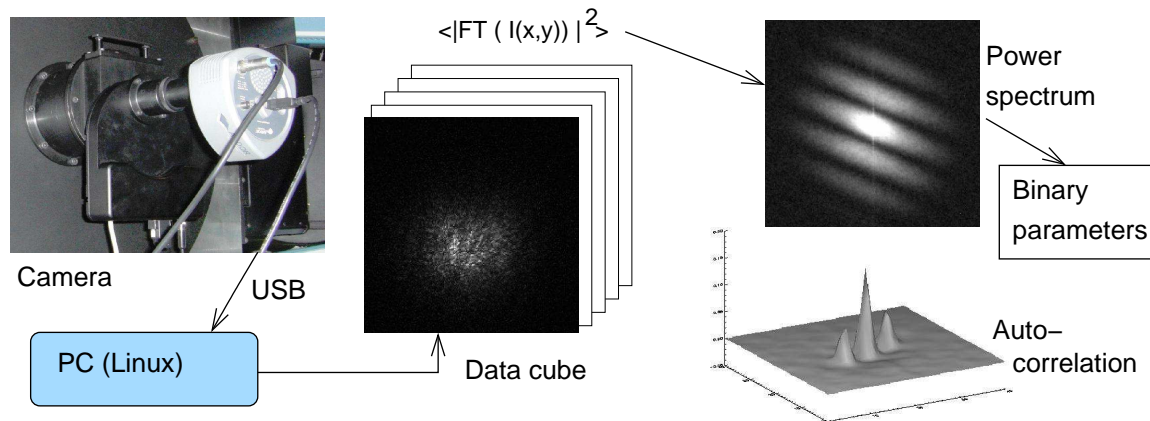 <|FT ( I(x,y)) |²>
Power
spectrum
Binary
parameters
Camera
USB
PC (Linux)
Data cube
Auto–
correlation